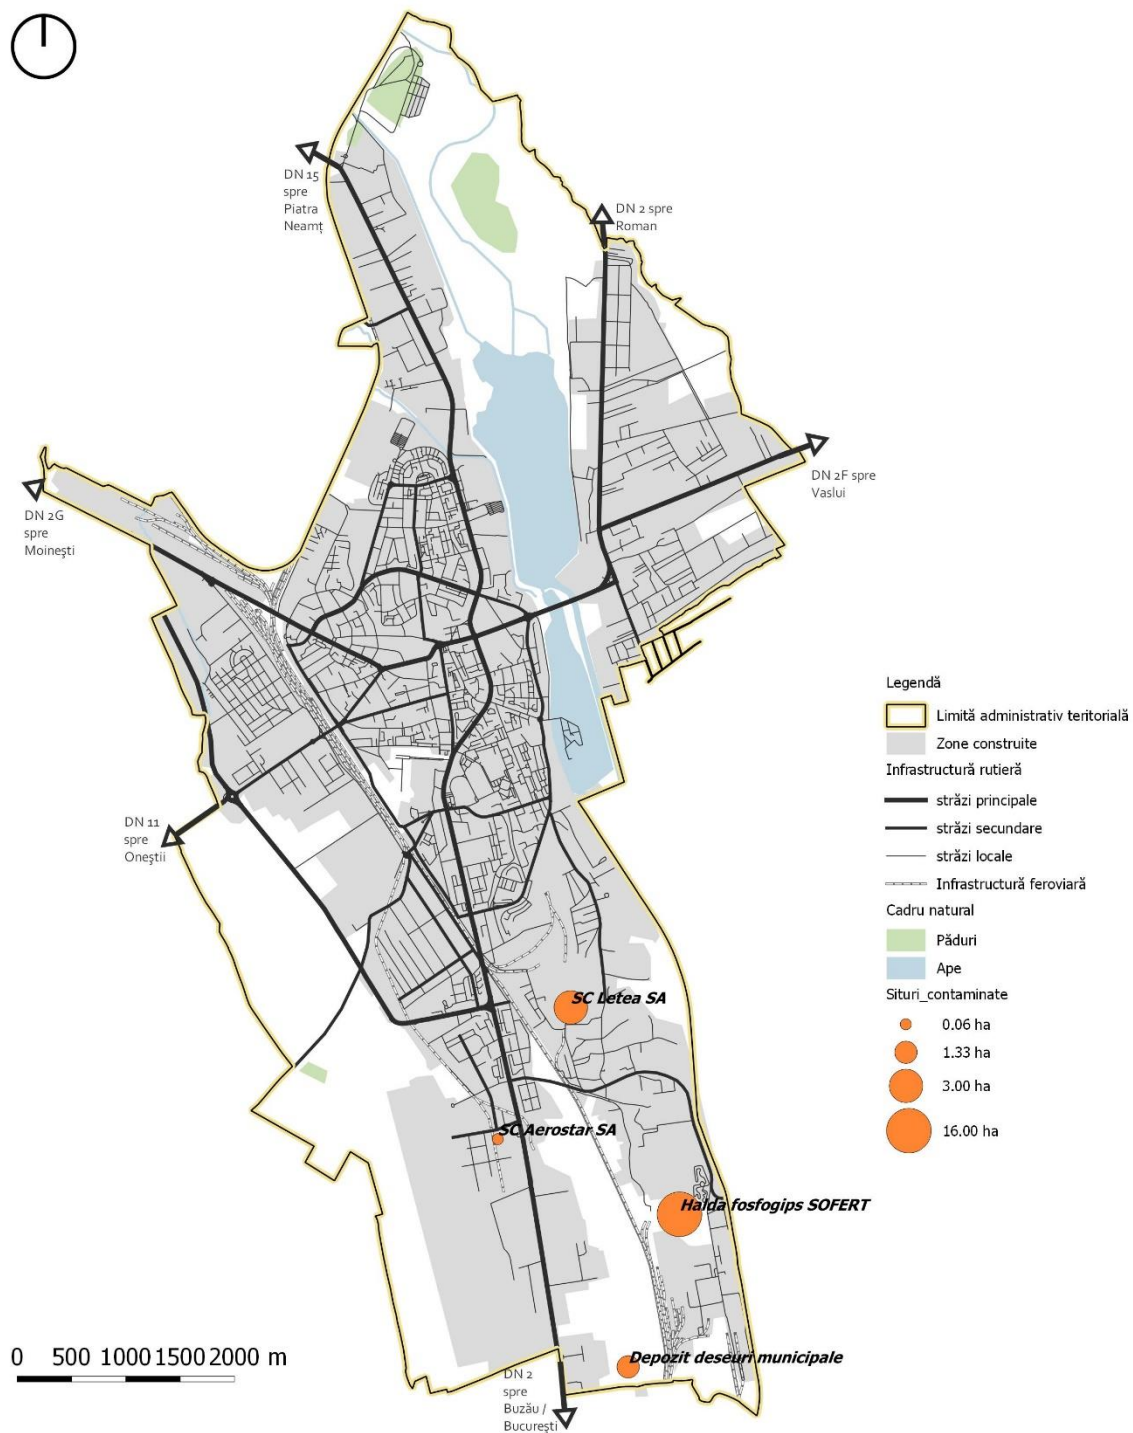 DN 15
spre
Piatra
Neamț
DN 2 spre
Roman
DN 2F spre
Vaslui
DN 2G
spre
Moinești
DN 11
spre
Oneștii
SC Letea SA
SC Aerostar SA
Halda fosfogips SOFERT
Depozit deseuri municipale
DN 2
spre
Buzău /
București
0 500 1000 1500 2000 m
Legendă
Limită administrativ teritorială
Zone construite
Infrastructură rutieră
străzi principale
străzi secundare
străzi locale
Infrastructură feroviară
Cadru natural
Păduri
Ape
Situri_contaminate
0.06 ha
1.33 ha
3.00 ha
16.00 ha